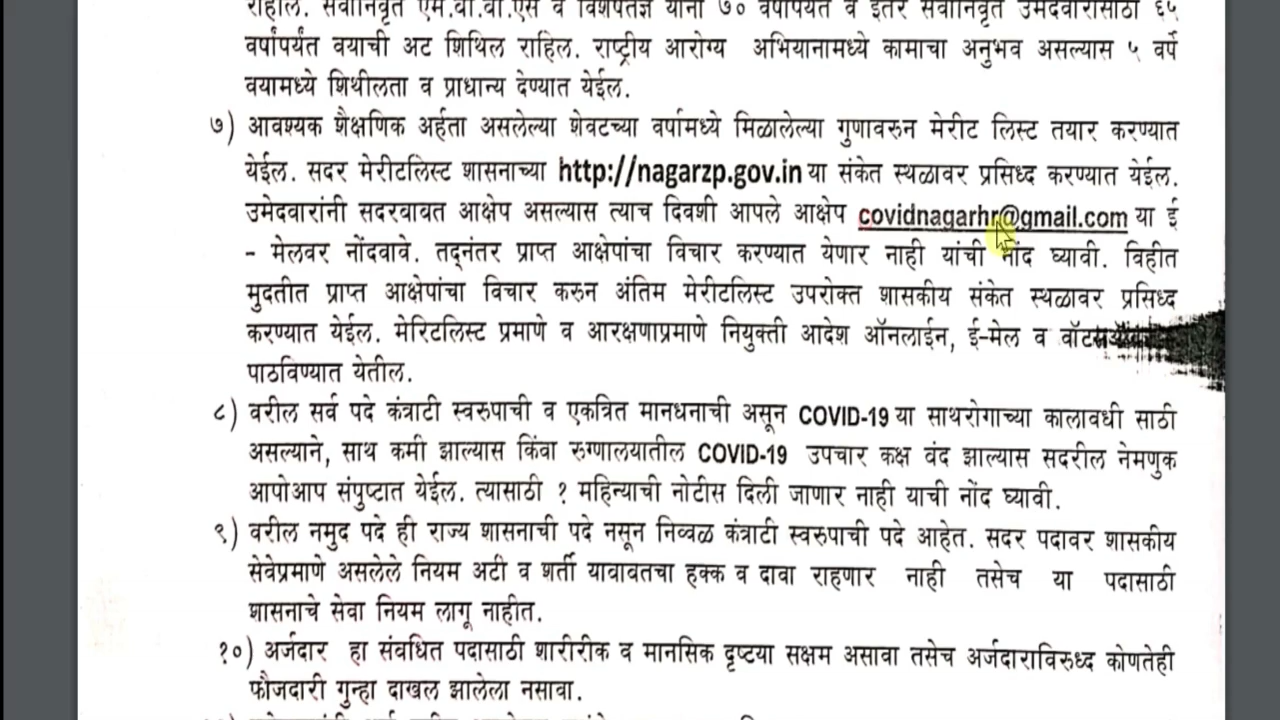 राहील. सेवानिवृत्त एम.बी.बी.एस व विशेषतज्ञ यांना ७० वर्षापर्यंत व इतर सेवानिवृत्त उमेदवारासाठी ६५
वर्षापर्यंत वयाची अट शिथिल राहिल. राष्ट्रीय आरोग्य अभियानामध्ये कामाचा अनुभव असल्यास ५ वर्षे
वयामध्ये शिथीलता व प्राधान्य देण्यात येईल.
७) आवश्यक शैक्षणिक अर्हता असलेल्या शेवटच्या वर्षामध्ये मिळालेल्या गुणावरुन मेरीट लिस्ट तयार करण्यात
येईल. सदर मेरीटलिस्ट शासनाच्या http://nagarzp.gov.in या संकेत स्थळावर प्रसिध्द करण्यात येईल.
उमेदवारांनी सदरबाबत आक्षेप असल्यास त्याच दिवशी आपले आक्षेप covidnagarhr@gmail.com या ई
- मेलवर नोंदवावे. तद्नंतर प्राप्त आक्षेपांचा विचार करण्यात येणार नाही यांची नोंद घ्यावी. विहीत
मुदतीत प्राप्त आक्षेपांचा विचार करुन अंतिम मेरीटलिस्ट उपरोक्त शासकीय संकेत स्थळावर प्रसिध्द
करण्यात येईल. मेरिटलिस्ट प्रमाणे व आरक्षणाप्रमाणे नियुक्ती आदेश ऑनलाईन, ई-मेल व
पाठविण्यात येतील.
८) वरील सर्व पदे कंत्राटी स्वरुपाची व एकत्रित मानधनाची असून COVID-19 या साथरोगाच्या कालावधी साठी
असल्याने, साथ कमी झाल्यास किंवा रुग्णालयातील COVID-19 उपचार कक्ष बंद झाल्यास सदरील नेमणुक
आपोआप संपुष्टात येईल. त्यासाठी १ महिन्याची नोटीस दिली जाणार नाही याची नोंद घ्यावी.
९) वरील नमुद पदे ही राज्य शासनाची पदे नसून निव्वळ कंत्राटी स्वरुपाची पदे आहेत. सदर पदावर शासकीय
सेवेप्रमाणे असलेले नियम अटी व शर्ती याबाबतचा हक्क व दावा राहणार नाही तसेच या पदासाठी
शासनाचे सेवा नियम लागू नाहीत.
१०) अर्जदार हा संबधित पदासाठी शारीरीक व मानसिक दृष्टया सक्षम असावा तसेच अर्जदाराविरुध्द कोणतेही
फौजदारी गुन्हा दाखल झालेला नसावा.